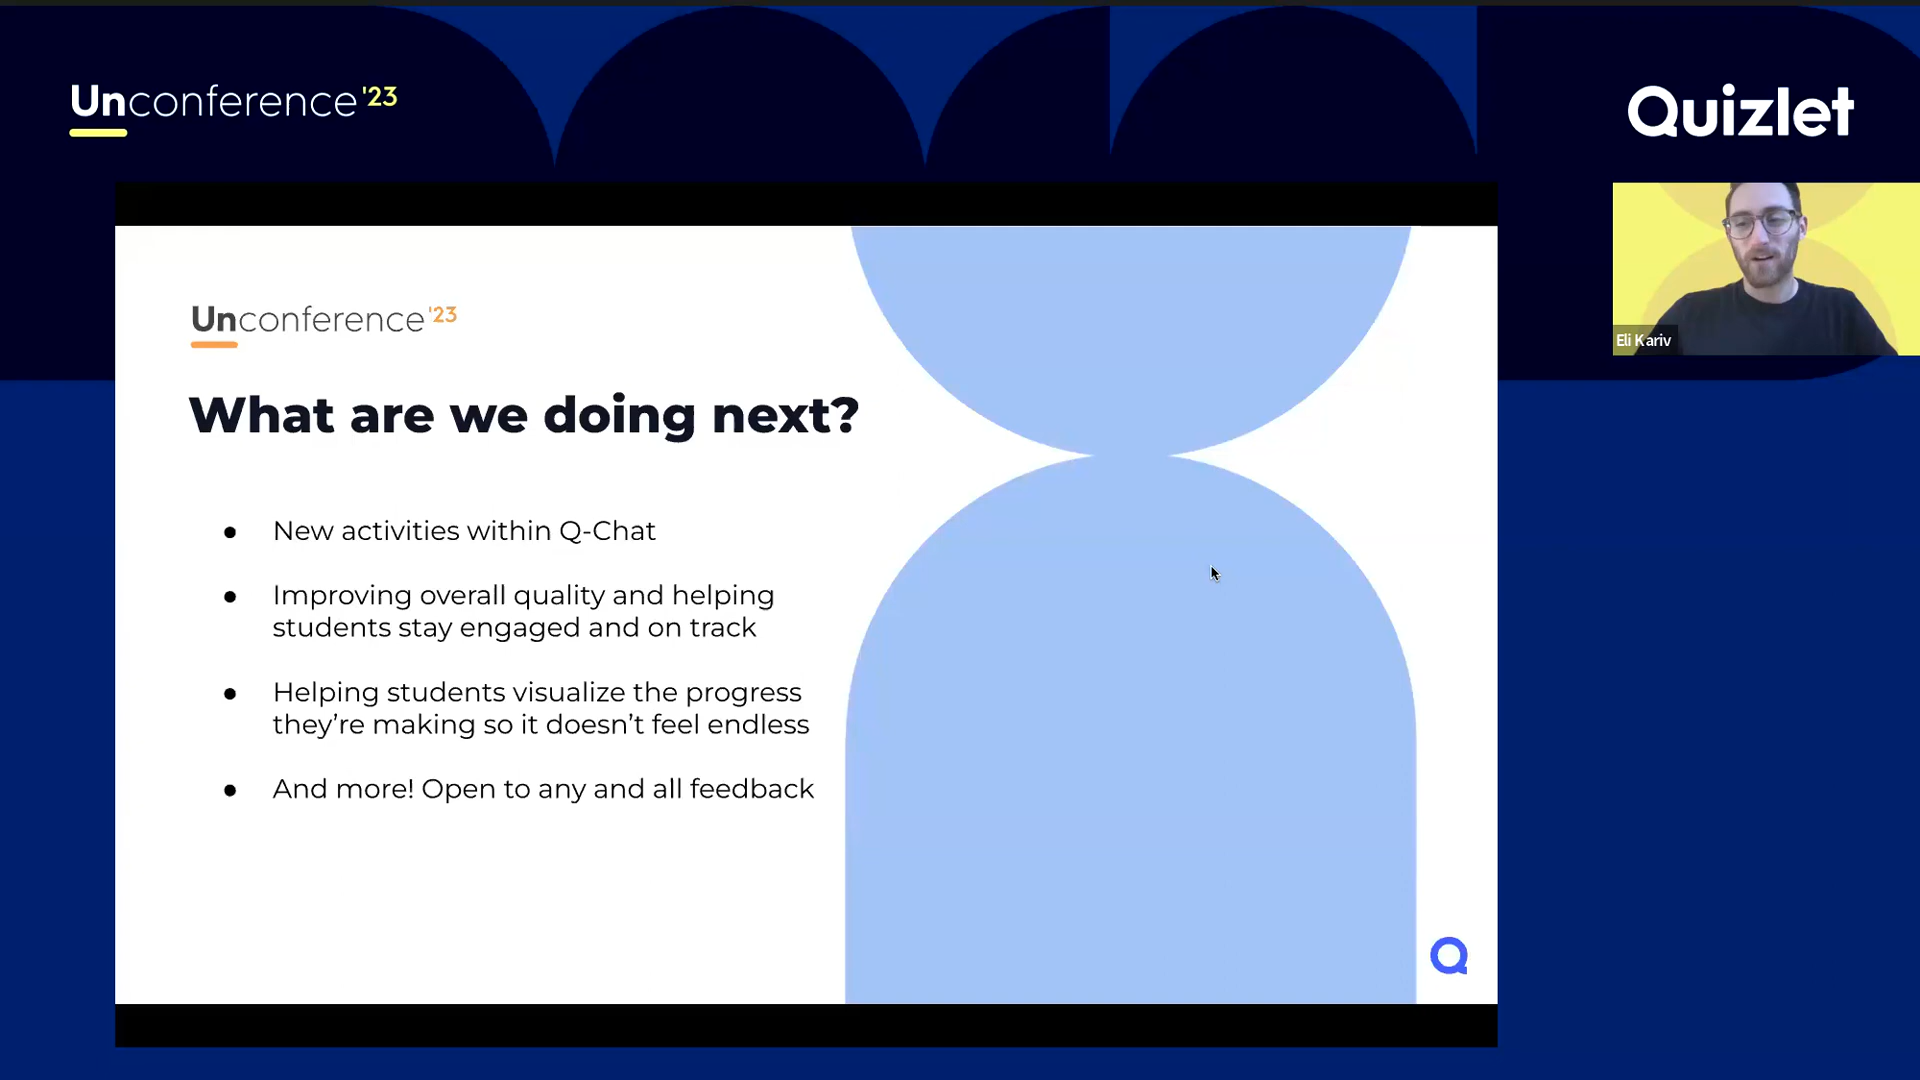 Unconference '23
Quizlet
Eli Kariv
Unconference '23
What are we doing next?
● New activities within Q-Chat
● Improving overall quality and helping
students stay engaged and on track
● Helping students visualize the progress
they’re making so it doesn’t feel endless
● And more! Open to any and all feedback